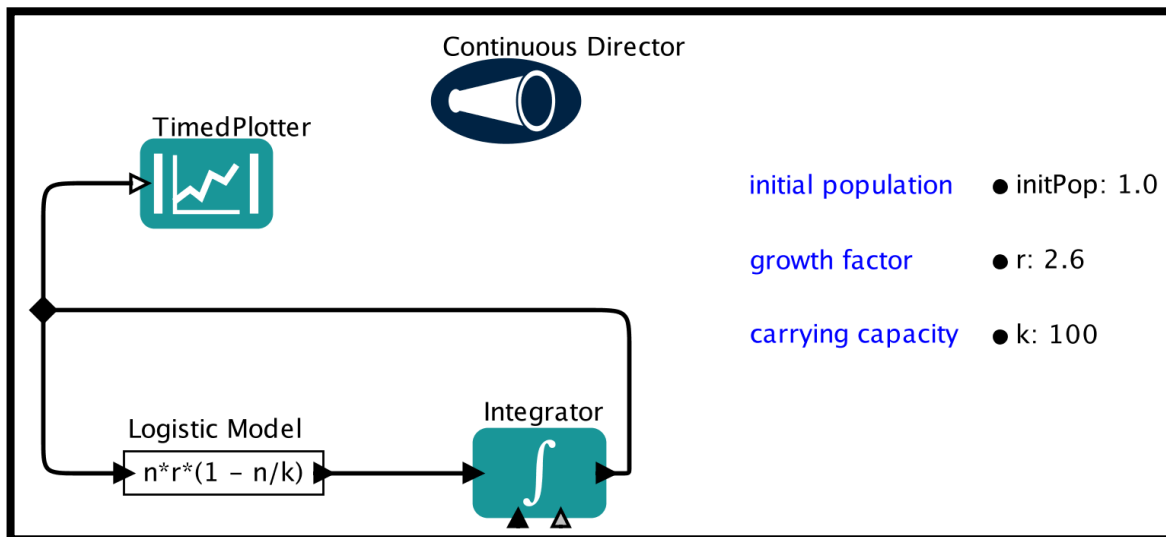 Continuous Director
TimedPlotter
initial population ● initPop: 1.0
growth factor ● r: 2.6
carrying capacity ● k: 100
Logistic Model
n*r*(1 - n/k)
Integrator
∫